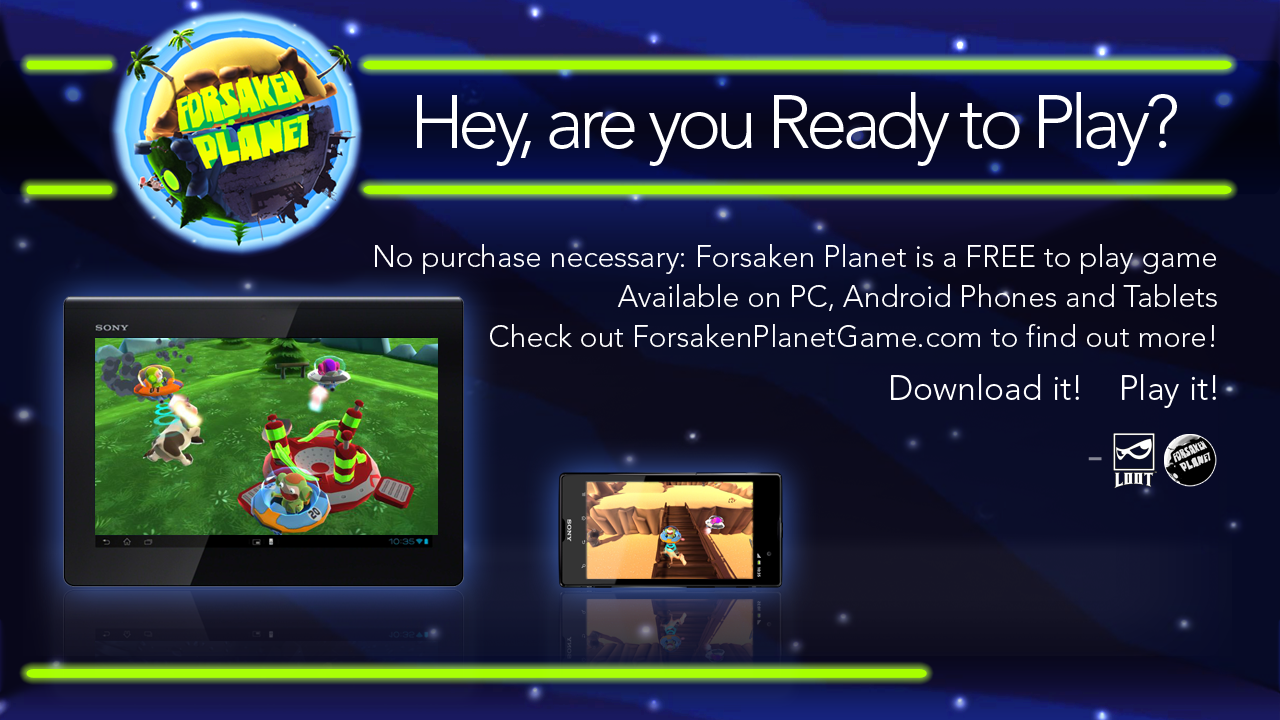 FORSAKEN
PLANET
Hey, are you Ready to Play?
No purchase necessary: Forsaken Planet is a FREE to play game
Available on PC, Android Phones and Tablets
Check out ForsakenPlanetGame.com to find out more!
Download it! Play it!
– LOOT
FORSAKEN
PLANET
SONY
20
10:35
SONY